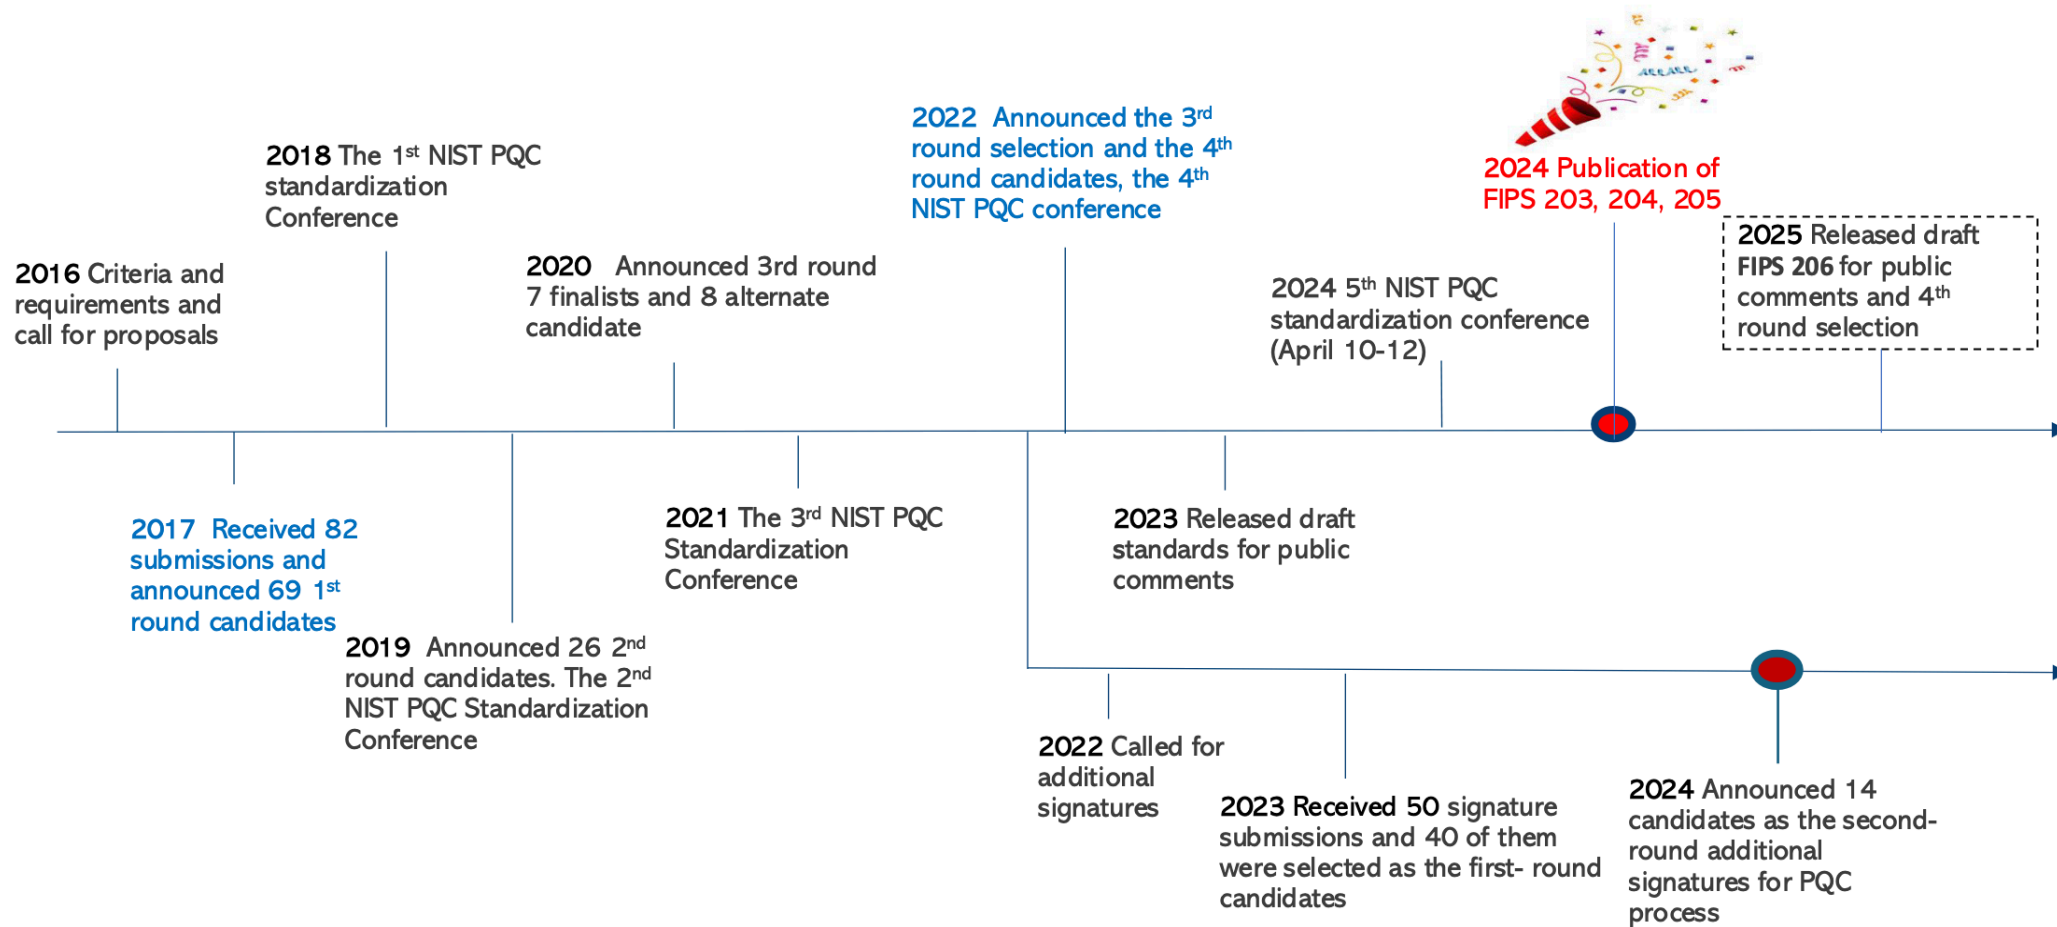 2016 Criteria and
requirements and
call for proposals
2017 Received 82
submissions and
announced 69 1st
round candidates
2018 The 1st NIST PQC
standardization
Conference
2019 Announced 26 2nd
round candidates. The 2nd
NIST PQC Standardization
Conference
2020 Announced 3rd round
7 finalists and 8 alternate
candidate
2021 The 3rd NIST PQC
Standardization
Conference
2022 Announced the 3rd
round selection and the 4th
round candidates, the 4th
NIST PQC conference
2023 Released draft
standards for public
comments
2024 5th NIST PQC
standardization conference
(April 10-12)
2024 Publication of
FIPS 203, 204, 205
2025 Released draft
FIPS 206 for public
comments and 4th
round selection
2022 Called for
additional
signatures
2023 Received 50 signature
submissions and 40 of them
were selected as the first- round
candidates
2024 Announced 14
candidates as the second-
round additional
signatures for PQC
process